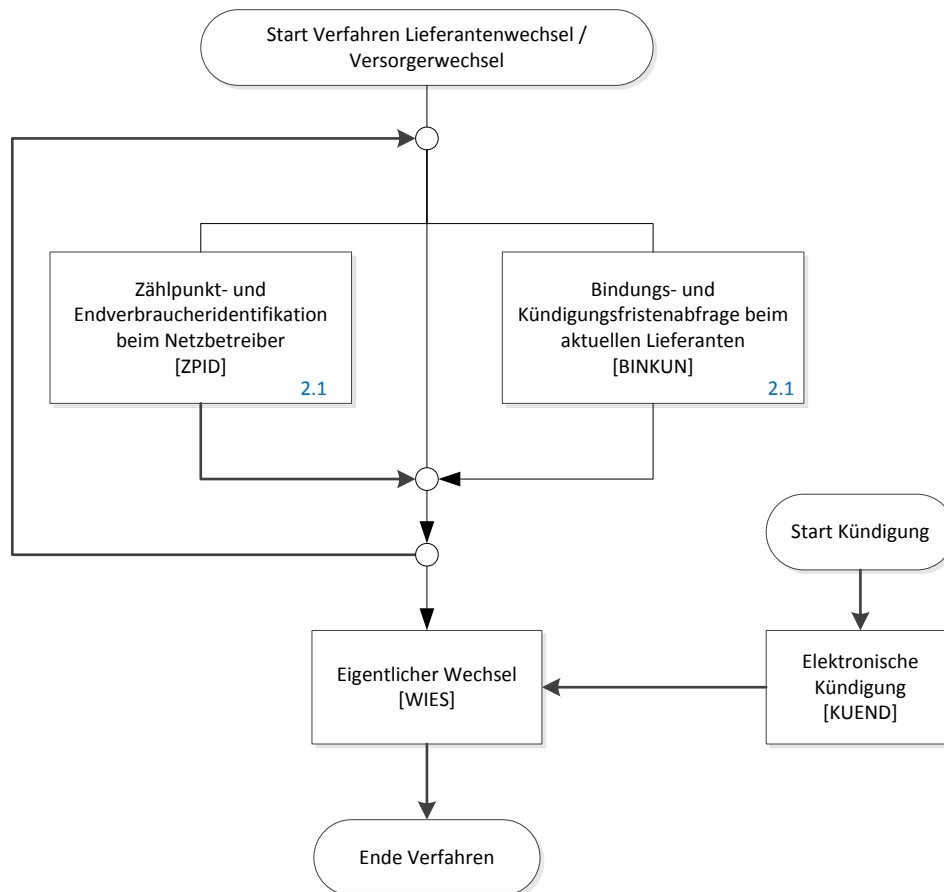 Start Verfahren Lieferantenwechsel /
Versorgerwechsel
Zählpunkt- und
Endverbraucheridentifikation
beim Netzbetreiber
[ZPID]
2.1
Bindungs- und
Kündigungsfristenabfrage beim
aktuellen Lieferanten
[BINKUN]
2.1
Start Kündigung
Eigentlicher Wechsel
[WIES]
Elektronische
Kündigung
[KUEND]
Ende Verfahren